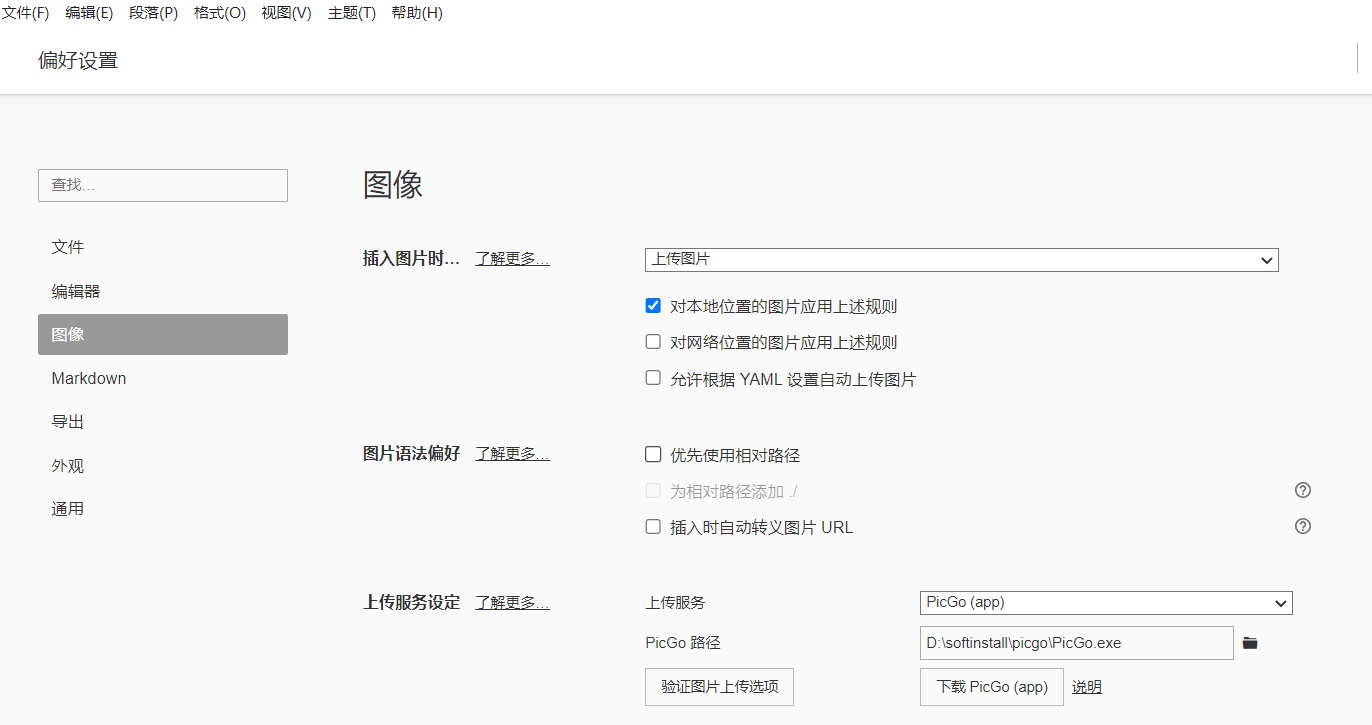 文件(F) 编辑(E) 段落(P) 格式(O) 视图(V) 主题(T) 帮助(H)
偏好设置
查找...
文件
编辑器
图像
Markdown
导出
外观
通用
图像
插入图片时... 了解更多... 上传图片
对本地位置的图片应用上述规则
对网络位置的图片应用上述规则
允许根据 YAML 设置自动上传图片
图片语法偏好 了解更多... 优先使用相对路径
为相对路径添加 ./
插入时自动转义图片 URL
上传服务设定 了解更多... 上传服务 PicGo (app)
PicGo 路径 D:\softinstall\picgo\PicGo.exe
验证图片上传选项 下载 PicGo (app) 说明